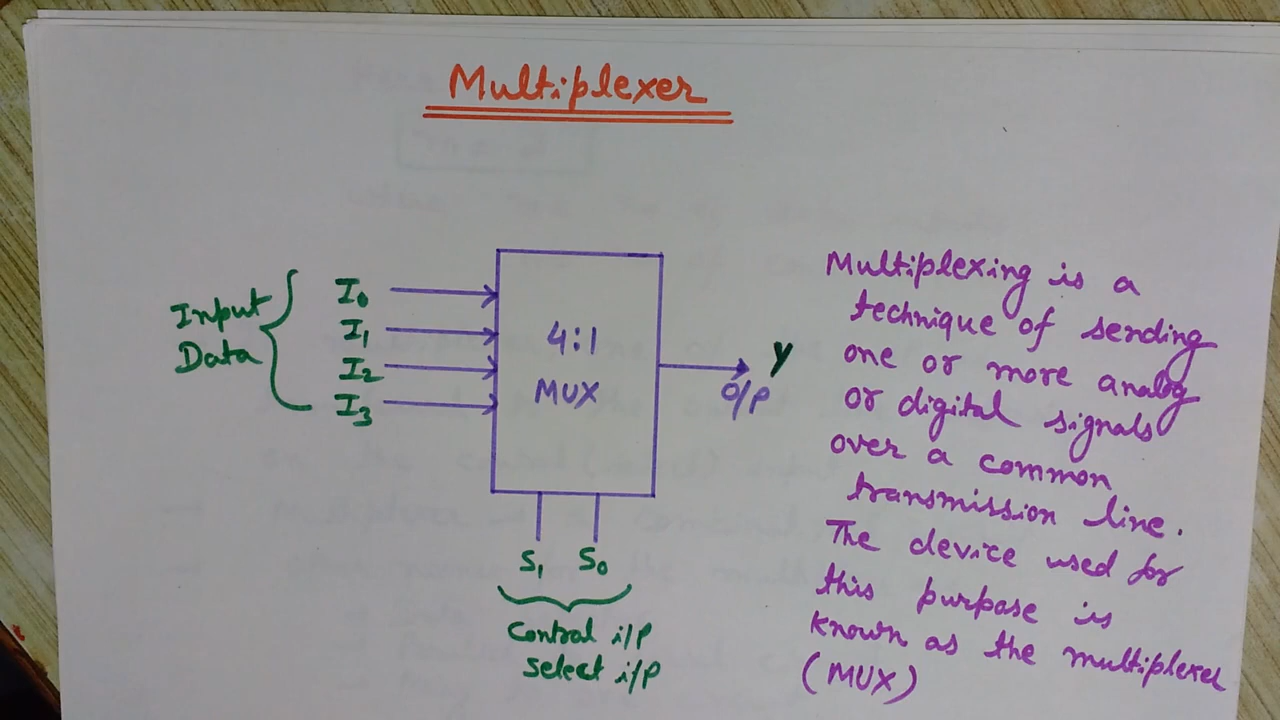 Multiplexer
Input
Data
I0
I1
I2
I3
4:1
MUX
Y
O/P
S1 S0
Control i/P
Select i/P
Multiplexing is a
technique of sending
one or more analog
or digital signals
over a common
transmission line.
The device used for
this purpase is
known as the multiplexer
(MUX)